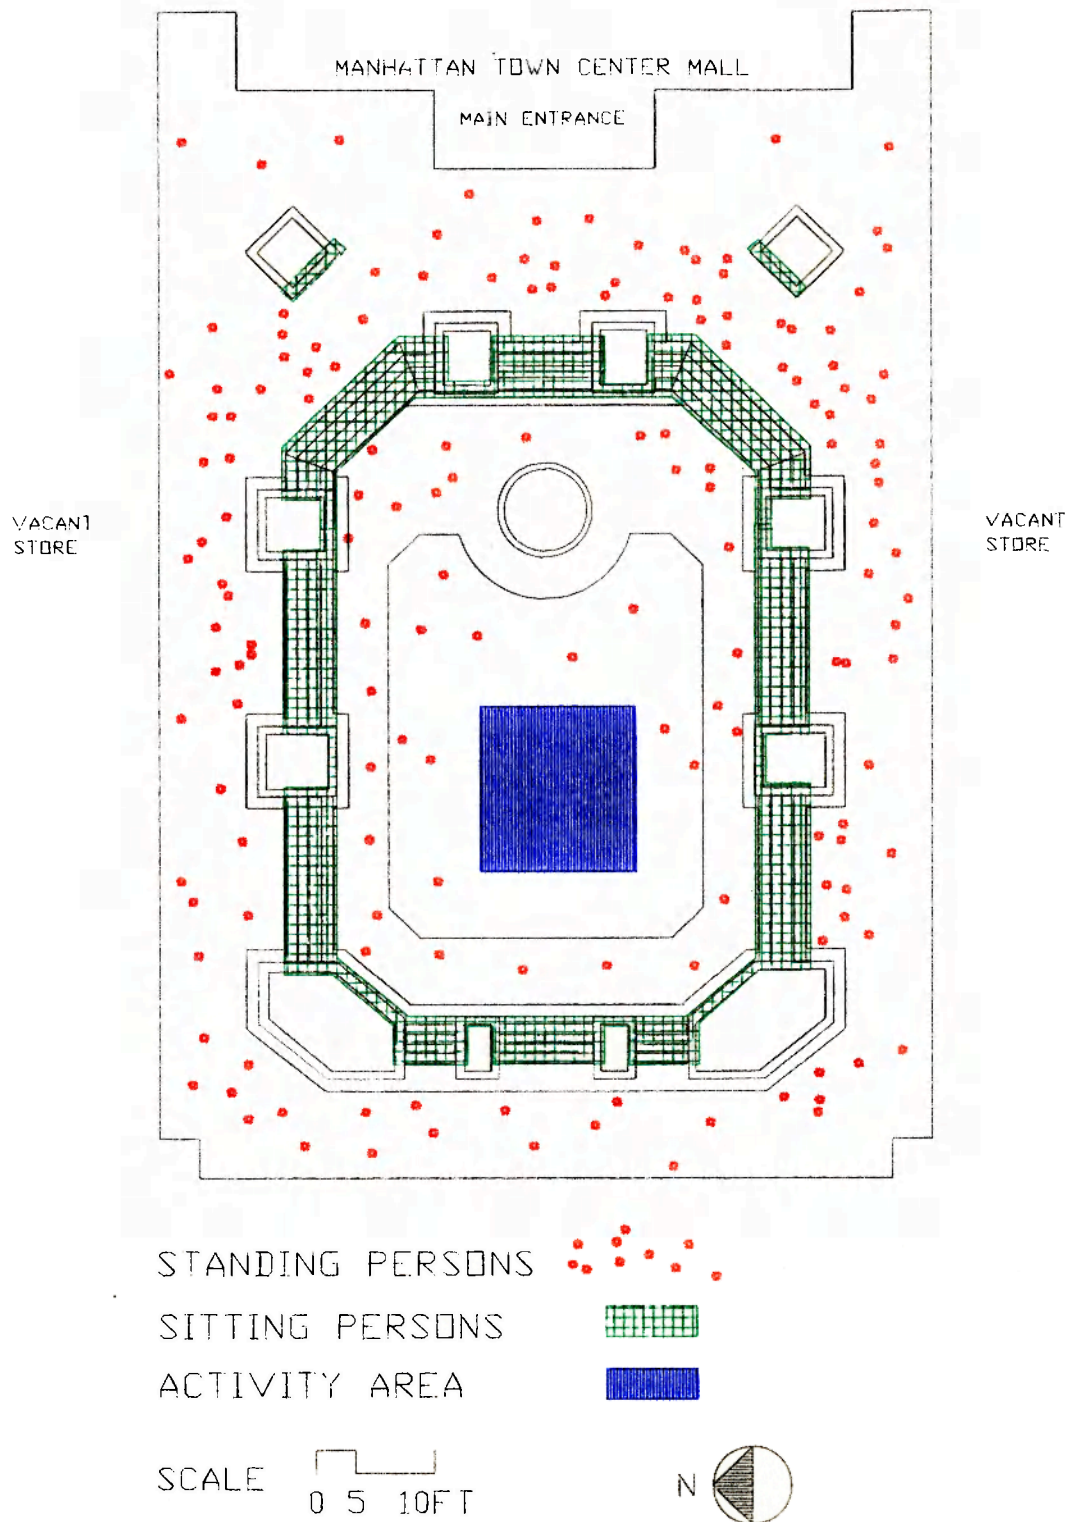 MANHATTAN TOWN CENTER MALL
MAIN ENTRANCE
VACANT
STORE
VACANT
STORE
STANDING PERSONS
SITTING PERSONS
ACTIVITY AREA
SCALE
0 5 10FT
N